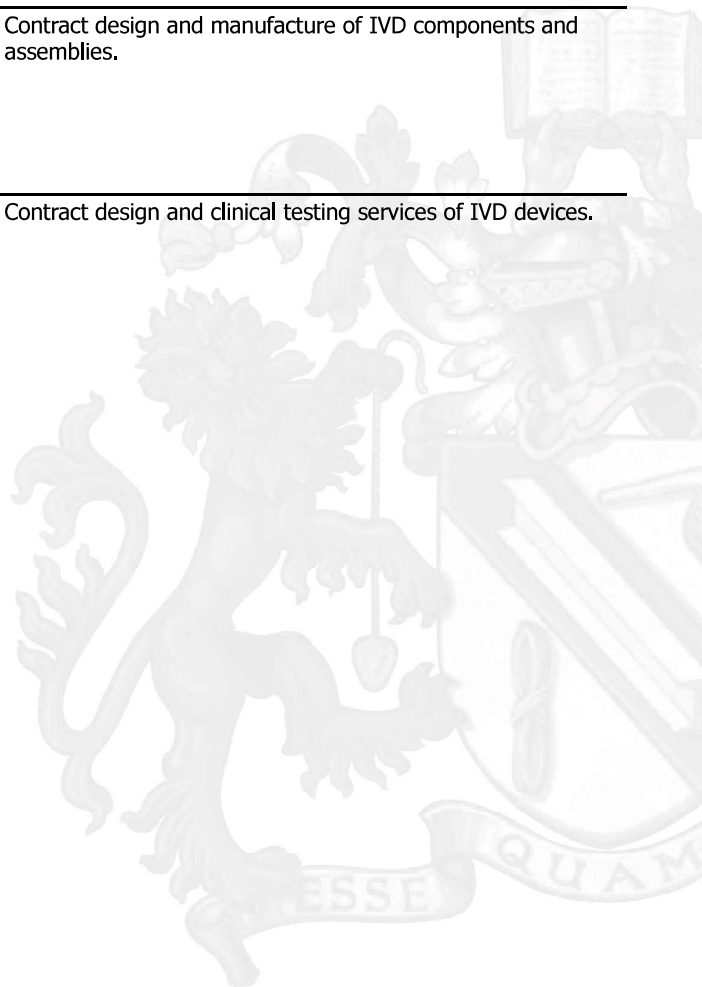 Contract design and manufacture of IVD components and
assemblies.
Contract design and clinical testing services of IVD devices.
ESSE QUAM